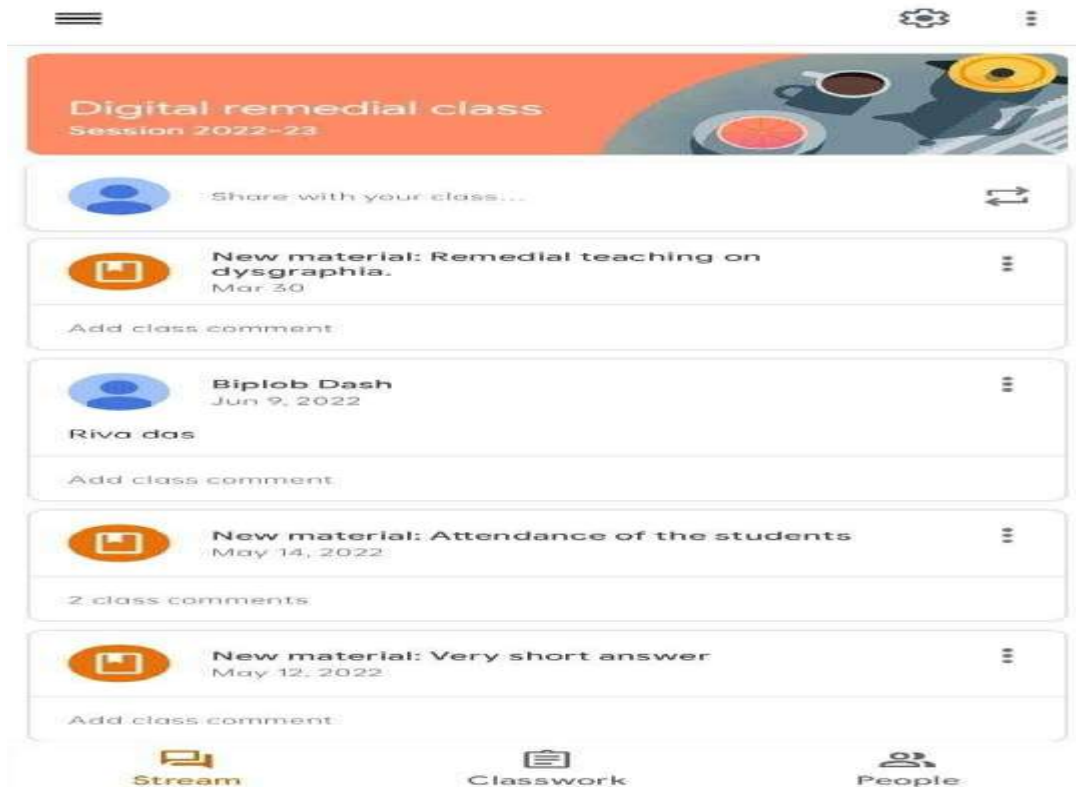 Digital remedial class
Session 2022-23
Share with your class...
New material: Remedial teaching on
dysgraphia.
Mar 30
Add class comment
Biplob Dash
Jun 9, 2022
Riva das
Add class comment
New material: Attendance of the students
May 14, 2022
2 class comments
New material: Very short answer
May 12, 2022
Add class comment
Stream
Classwork
People